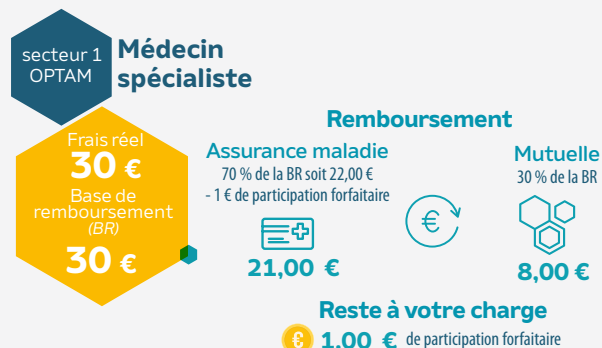 secteur 1
OPTAM
Médecin
spécialiste
Frais réel
30 €
Base de
remboursement
(BR)
30 €
Remboursement
Assurance maladie
70 % de la BR soit 22,00 €
- 1 € de participation forfaitaire
€
21,00 €
Mutuelle
30 % de la BR
8,00 €
Reste à votre charge
€ 1,00 € de participation forfaitaire